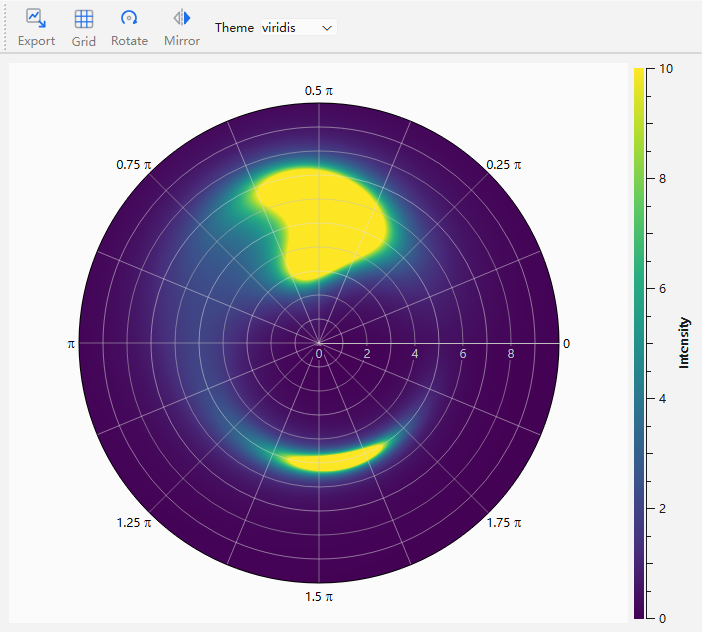 Export Grid Rotate Mirror Theme viridis
0.5 π
0.75 π 0.25 π
π 0
0 2 4 6 8
1.25 π 1.75 π
1.5 π
10
8
6
4
2
0
Intensity